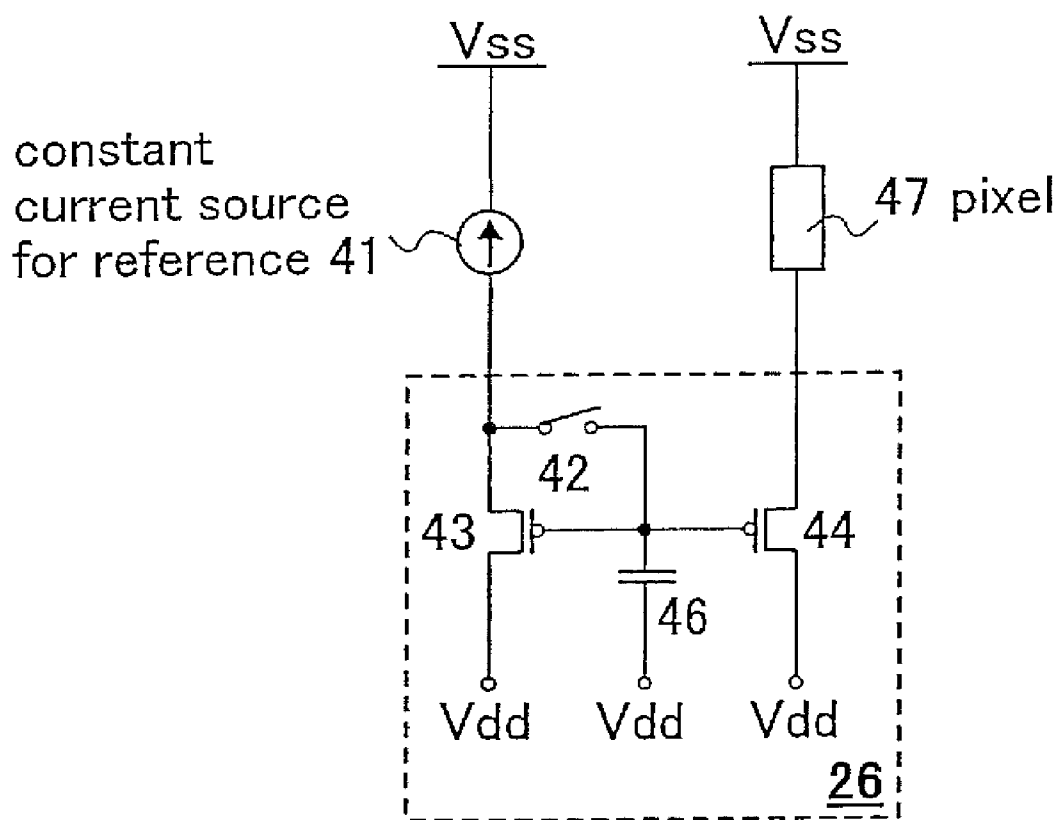 Vss
Vss
constant
current source
for reference 41
47 pixel
42
43
44
46
Vdd
Vdd
Vdd
26